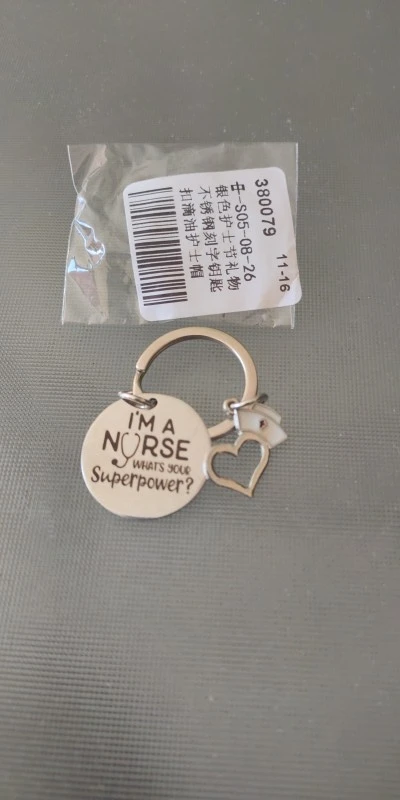 380079 11-16
中-S05-08-26
银色护士节礼物
不锈钢刻字钥匙
扣滴油护士帽
I'M A
NURSE
WHATS YOUR
Superpower?